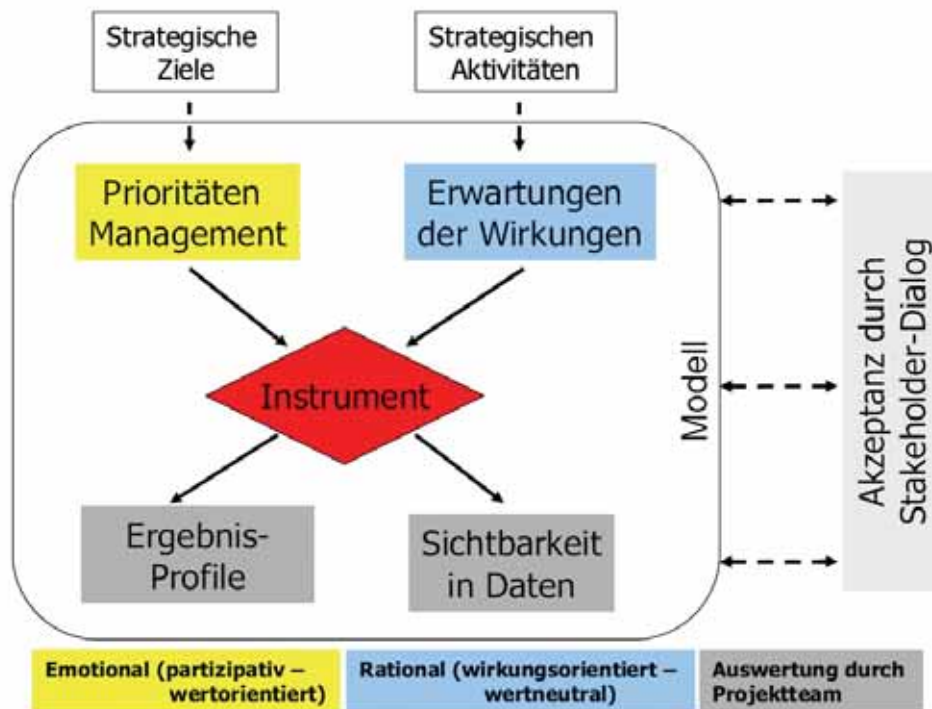 Strategische
Ziele
Strategischen
Aktivitäten
Prioritäten
Management
Erwartungen
der Wirkungen
Instrument
Ergebnis-
Profile
Sichtbarkeit
in Daten
Modell
Akzeptanz durch
Stakeholder-Dialog
Emotional (partizipativ –
wertorientiert)
Rational (wirkungsorientiert –
wertneutral)
Auswertung durch
Projektteam